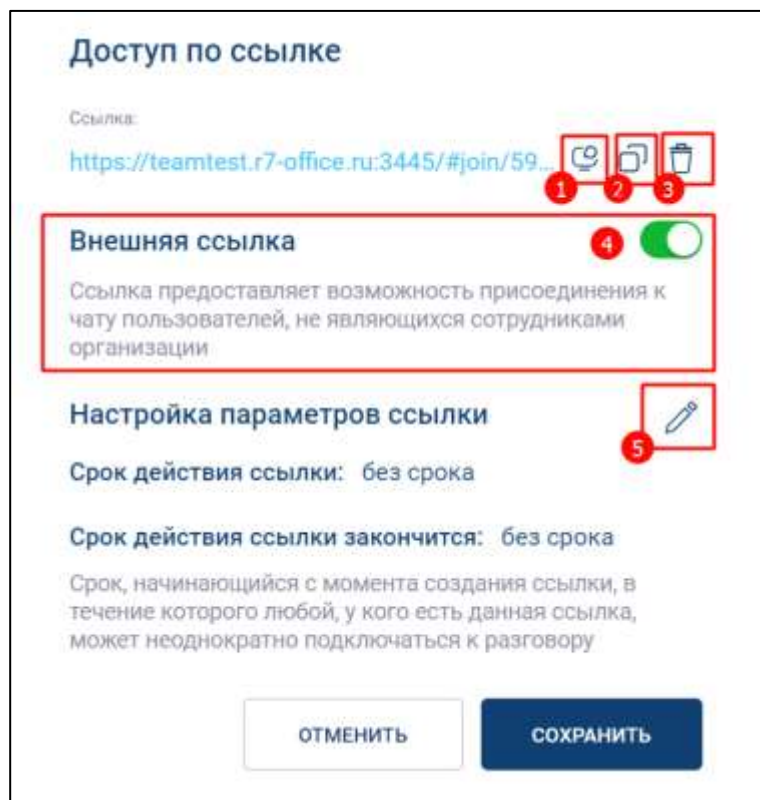 Доступ по ссылке
Ссылка:
https://teamtest.r7-office.ru:3445/#join/59...
1 2 3
Внешняя ссылка 4
Ссылка предоставляет возможность присоединения к
чату пользователей, не являющихся сотрудниками
организации
Настройка параметров ссылки
5
Срок действия ссылки: без срока
Срок действия ссылки закончится: без срока
Срок, начинающийся с момента создания ссылки, в
течение которого любой, у кого есть данная ссылка,
может неоднократно подключаться к разговору
ОТМЕНИТЬ СОХРАНИТЬ